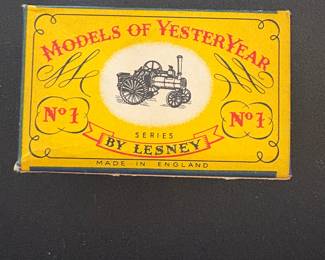 MODELS OF YESTERYEAR
Nº1
Nº1
SERIES
BY LESNEY
MADE IN ENGLAND